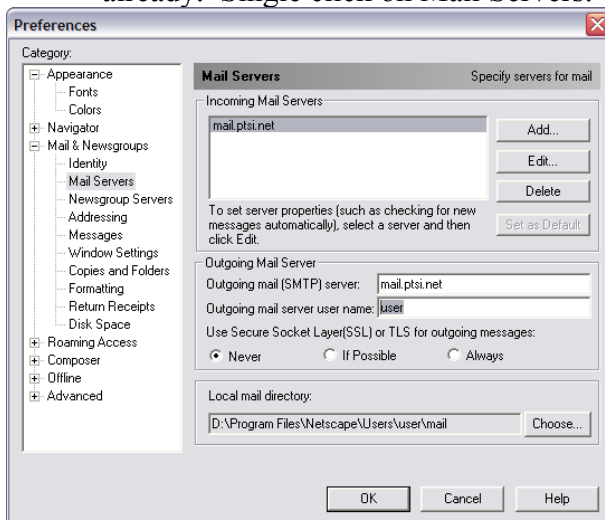 already. Single click on Mail Servers.
Preferences
Category:
Appearance
Fonts
Colors
Navigator
Mail & Newsgroups
Identity
Mail Servers
Newsgroup Servers
Addressing
Messages
Window Settings
Copies and Folders
Formatting
Return Receipts
Disk Space
Roaming Access
Composer
Offline
Advanced
Mail Servers Specify servers for mail
Incoming Mail Servers
mail.ptsi.net
Add...
Edit...
Delete
Set as Default
To set server properties (such as checking for new
messages automatically), select a server and then
click Edit.
Outgoing Mail Server
Outgoing mail (SMTP) server: mail.ptsi.net
Outgoing mail server user name: user
Use Secure Socket Layer(SSL) or TLS for outgoing messages:
Never If Possible Always
Local mail directory:
D:\Program Files\Netscape\Users\user\mail Choose...
OK Cancel Help